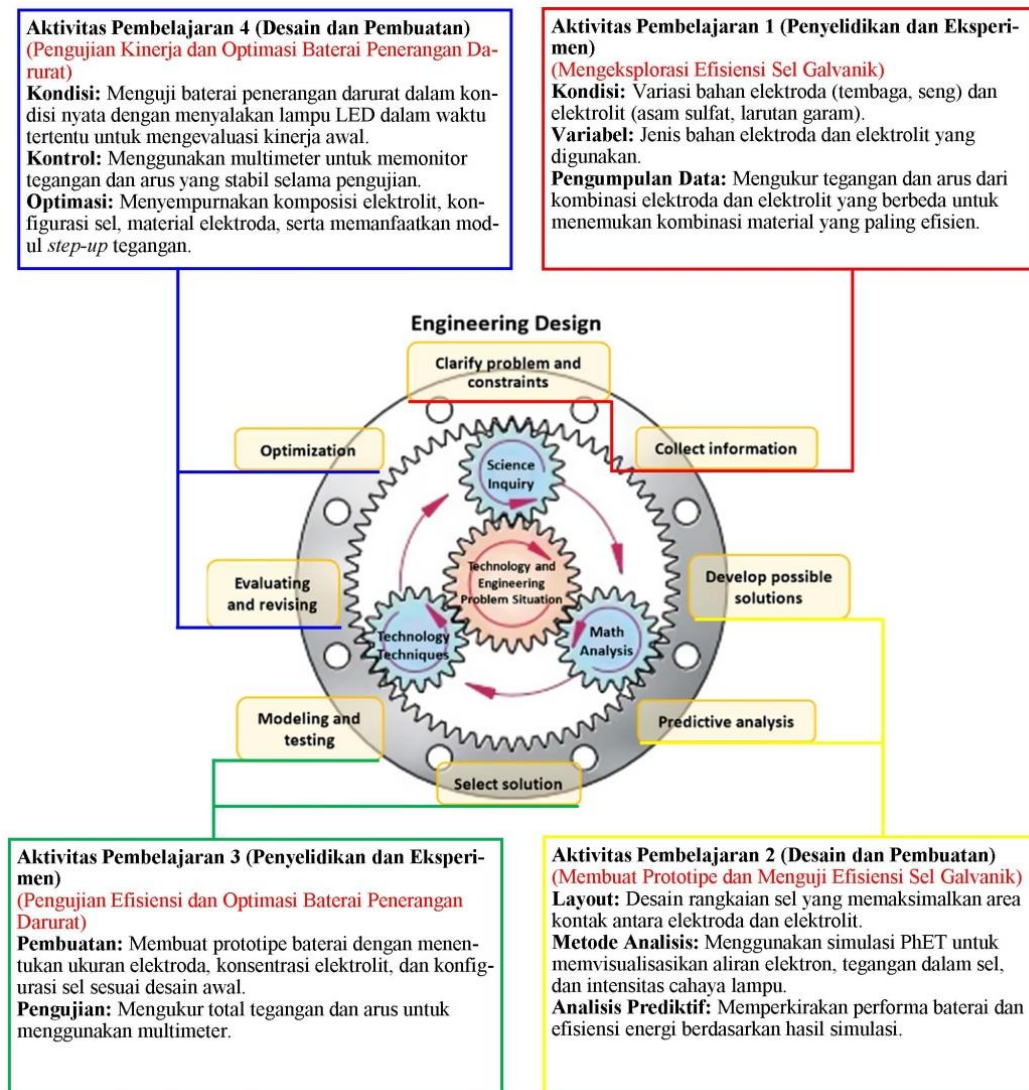 Aktivitas Pembelajaran 4 (Desain dan Pembuatan)
(Pengujian Kinerja dan Optimasi Baterai Penerangan Da-
rurat)
Kondisi: Menguji baterai penerangan darurat dalam kon-
disi nyata dengan menyalakan lampu LED dalam waktu
tertentu untuk mengevaluasi kinerja awal.
Kontrol: Menggunakan multimeter untuk memonitor
tegangan dan arus yang stabil selama pengujian.
Optimasi: Menyempurnakan komposisi elektrolit, kon-
figurasi sel, material elektroda, serta memanfaatkan mod-
ul step-up tegangan.
Aktivitas Pembelajaran 1 (Penyelidikan dan Eksperi-
men)
(Mengeksplorasi Efisiensi Sel Galvanik)
Kondisi: Variasi bahan elektroda (tembaga, seng) dan
elektrolit (asam sulfat, larutan garam).
Variabel: Jenis bahan elektroda dan elektrolit yang
digunakan.
Pengumpulan Data: Mengukur tegangan dan arus dari
kombinasi elektroda dan elektrolit yang berbeda untuk
menemukan kombinasi material yang paling efisien.
Engineering Design
Clarify problem and
constraints
Optimization
Collect information
Science
Inquiry
Technology and
Engineering
Problem Situation
Evaluating
and revising
Develop possible
solutions
Technology
Techniques
Math
Analysis
Modeling and
testing
Predictive analysis
Select solution
Aktivitas Pembelajaran 3 (Penyelidikan dan Eksperi-
men)
(Pengujian Efisiensi dan Optimasi Baterai Penerangan
Darurat)
Pembuatan: Membuat prototipe baterai dengan menen-
tukan ukuran elektroda, konsentrasi elektrolit, dan konfig-
urasi sel sesuai desain awal.
Pengujian: Mengukur total tegangan dan arus untuk
menggunakan multimeter.
Aktivitas Pembelajaran 2 (Desain dan Pembuatan)
(Membuat Prototipe dan Menguji Efisiensi Sel Galvanik)
Layout: Desain rangkaian sel yang memaksimalkan area
kontak antara elektroda dan elektrolit.
Metode Analisis: Menggunakan simulasi PhET untuk
memvisualisasikan aliran elektron, tegangan dalam sel,
dan intensitas cahaya lampu.
Analisis Prediktif: Memperkirakan performa baterai dan
efisiensi energi berdasarkan hasil simulasi.